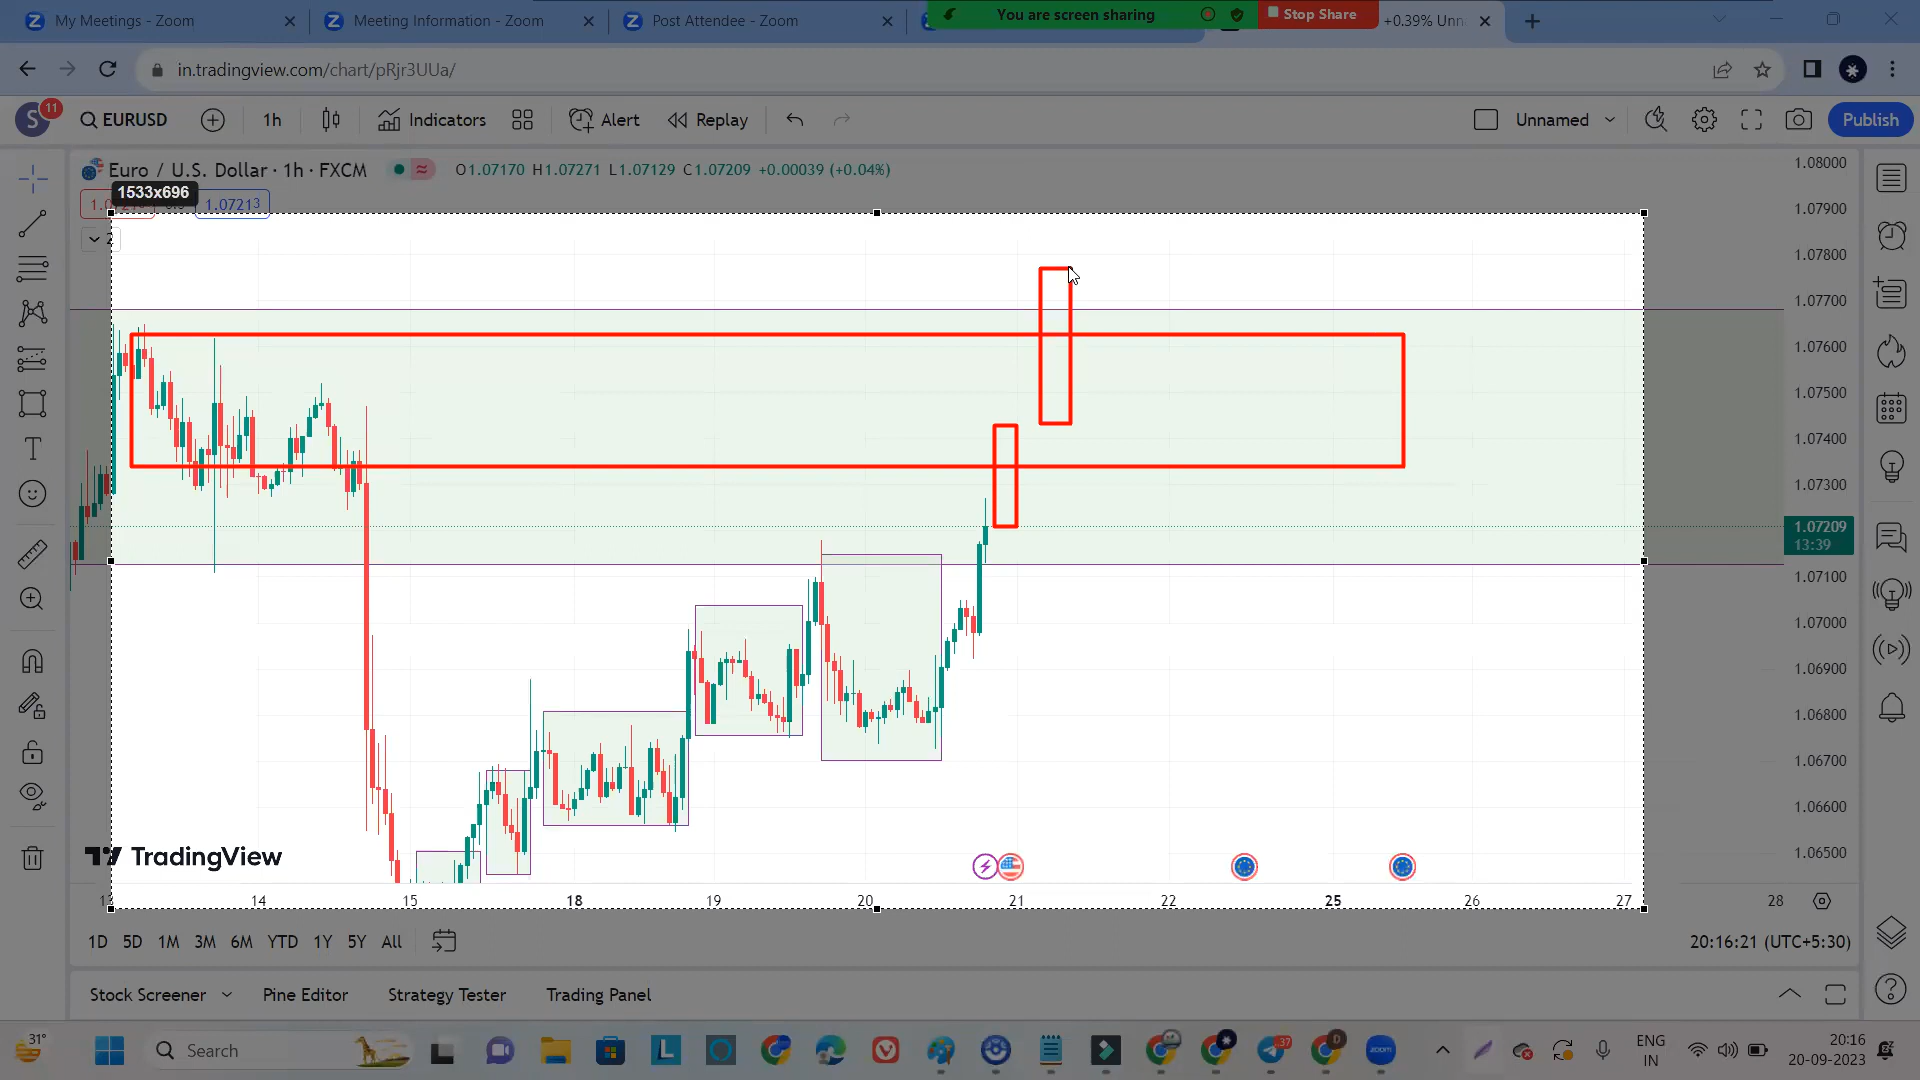 My Meetings - Zoom
Meeting Information - Zoom
Post Attendee - Zoom
You are screen sharing
Stop Share
+0.39% Unn
in.tradingview.com/chart/pRjr3UUa/
S
11
EURUSD
1h
Indicators
Alert
Replay
Unnamed
Publish
Euro / U.S. Dollar · 1h · FXCM
O1.07170 H1.07271 L1.07129 C1.07209 +0.00039 (+0.04%)
1533x696
1.07213
1.08000
1.07900
1.07800
1.07700
1.07600
1.07500
1.07400
1.07300
1.07209
13:39
1.07100
1.07000
1.06900
1.06800
1.06700
1.06600
1.06500
TradingView
14
15
18
19
20
21
22
25
26
27
28
1D 5D 1M 3M 6M YTD 1Y 5Y All
20:16:21 (UTC+5:30)
Stock Screener
Pine Editor
Strategy Tester
Trading Panel
31°
Search
L
37
D
zoom
ENG
IN
20:16
20-09-2023